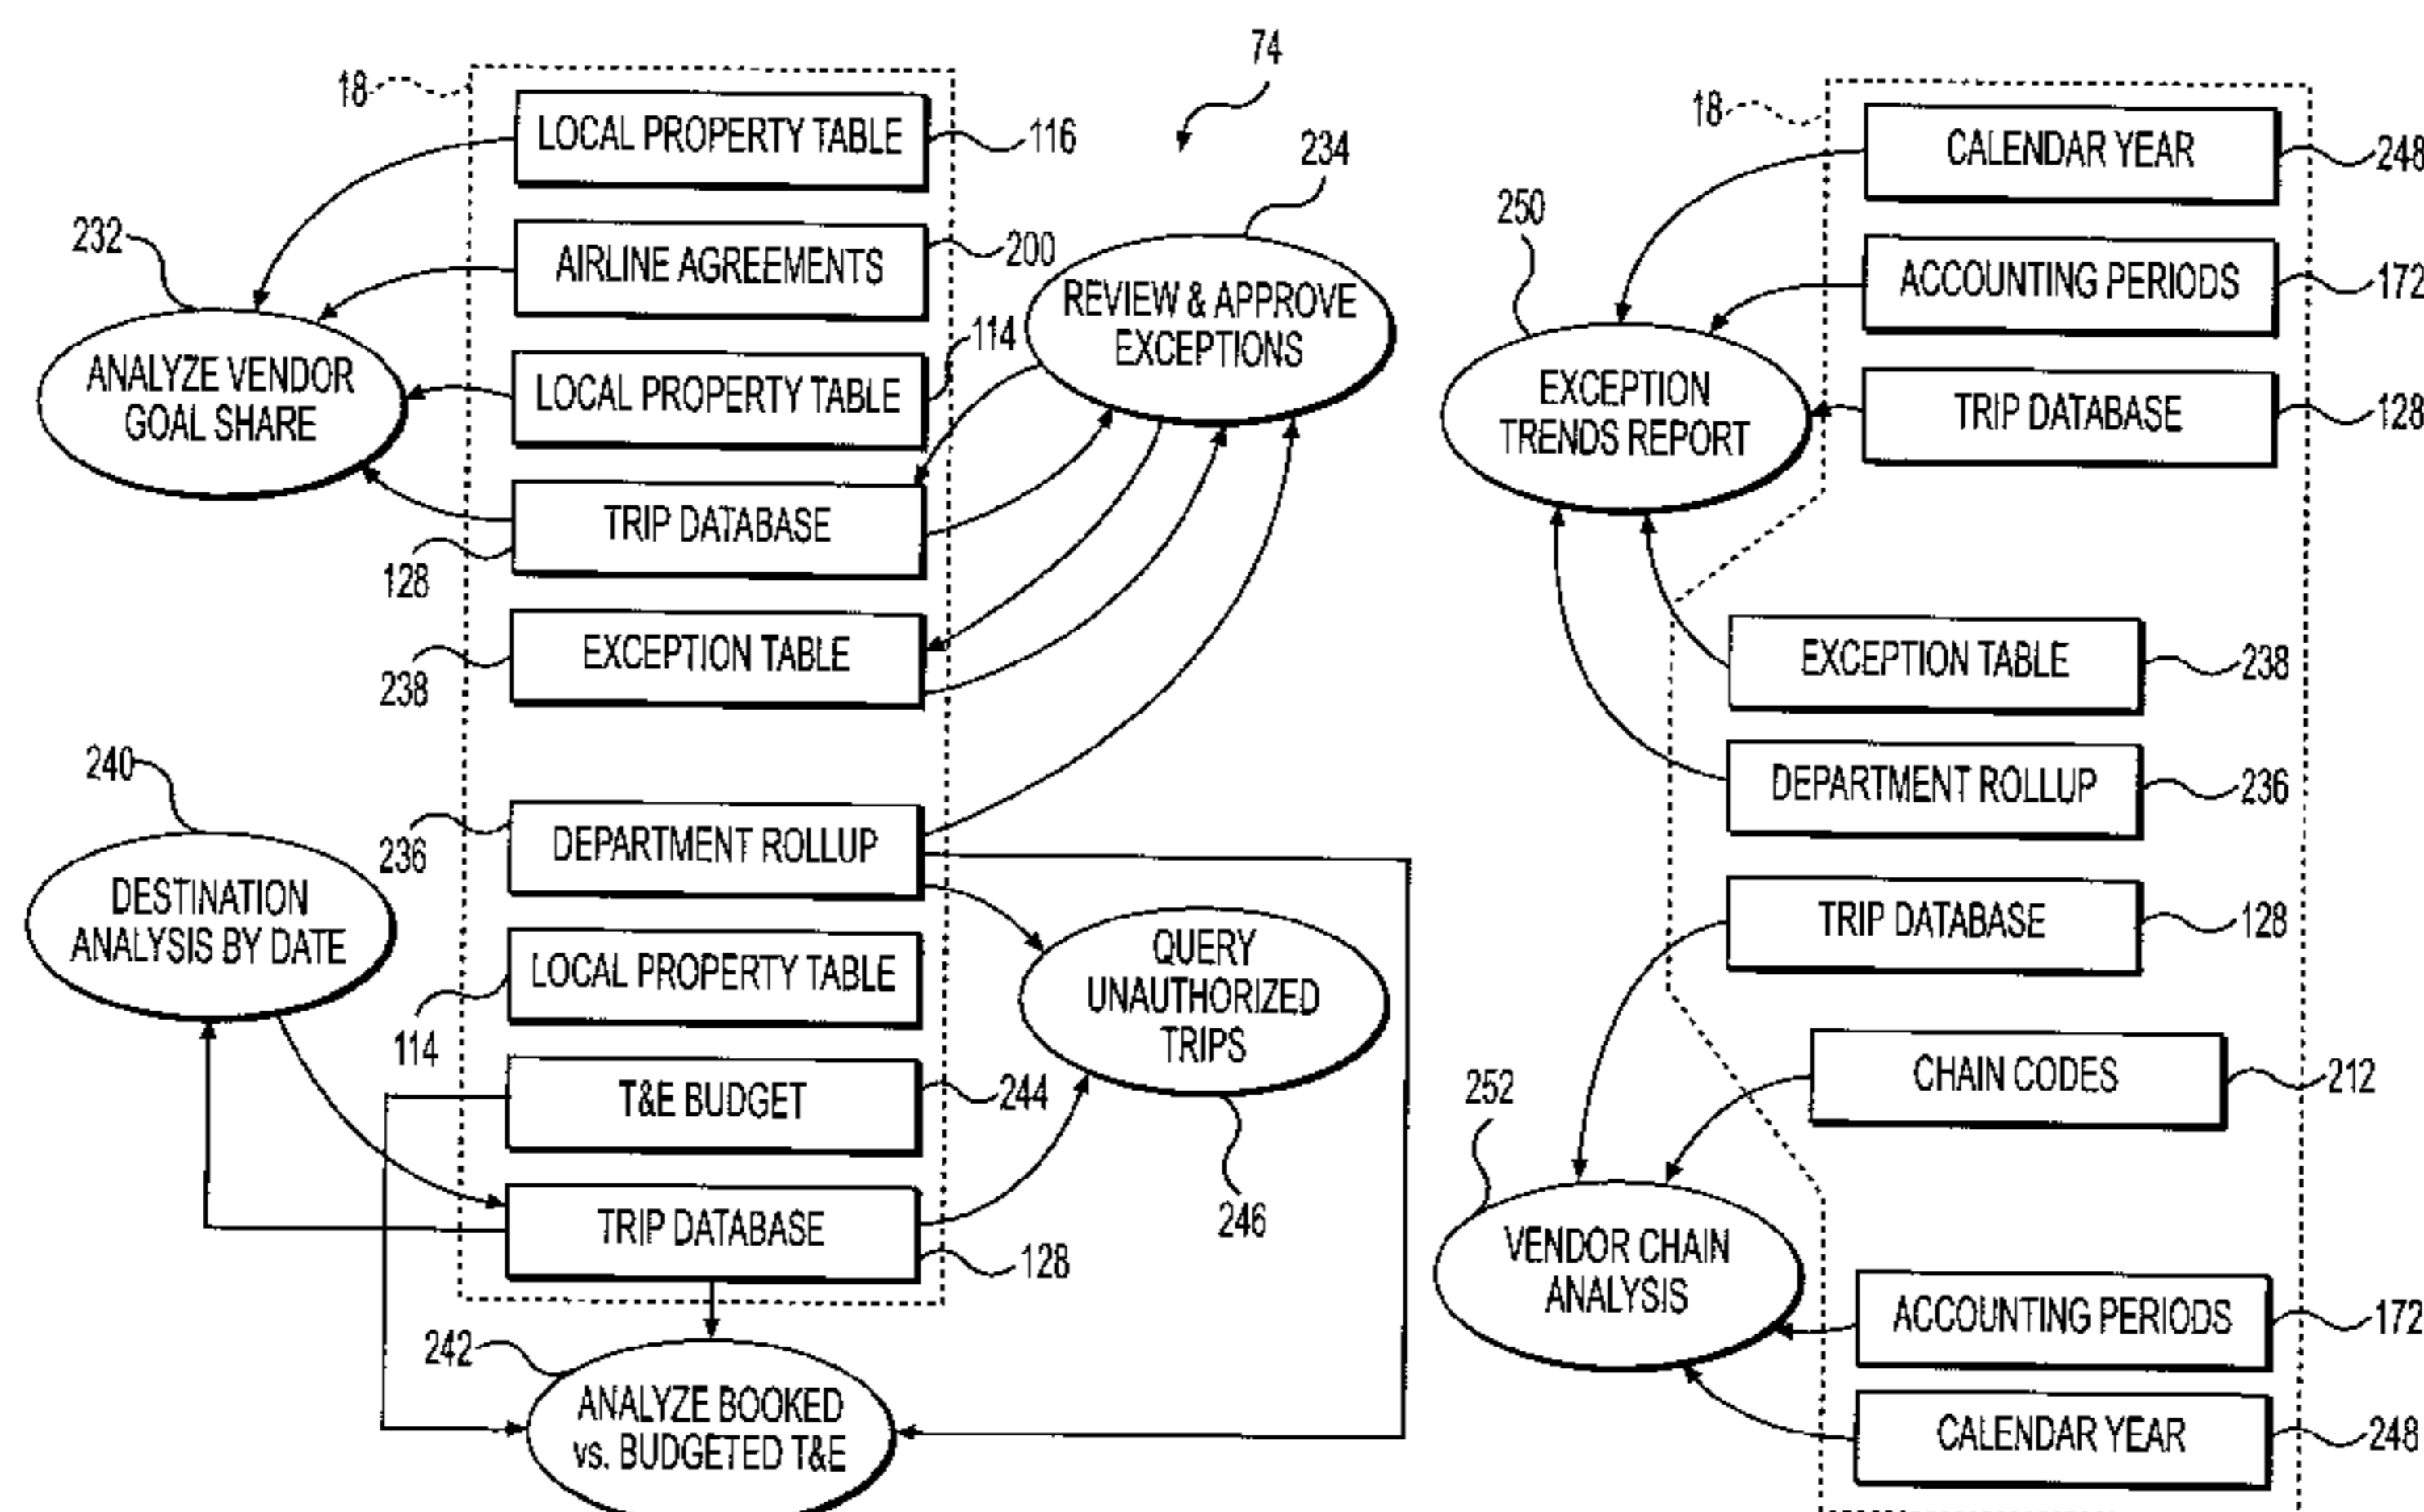 74
18
LOCAL PROPERTY TABLE
116
232
AIRLINE AGREEMENTS
200
234
REVIEW & APPROVE
EXCEPTIONS
ANALYZE VENDOR
GOAL SHARE
LOCAL PROPERTY TABLE
114
TRIP DATABASE
128
EXCEPTION TABLE
238
240
DEPARTMENT ROLLUP
236
DESTINATION
ANALYSIS BY DATE
LOCAL PROPERTY TABLE
114
QUERY
UNAUTHORIZED
TRIPS
246
T&E BUDGET
244
TRIP DATABASE
128
242
ANALYZE BOOKED
vs. BUDGETED T&E
18
CALENDAR YEAR
248
250
ACCOUNTING PERIODS
172
EXCEPTION
TRENDS REPORT
TRIP DATABASE
128
EXCEPTION TABLE
238
DEPARTMENT ROLLUP
236
TRIP DATABASE
128
CHAIN CODES
212
252
VENDOR CHAIN
ANALYSIS
ACCOUNTING PERIODS
172
CALENDAR YEAR
248